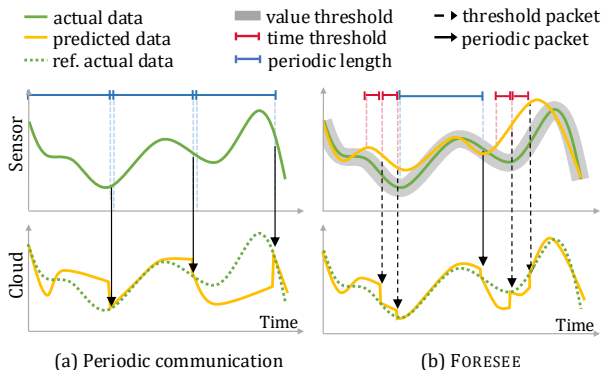 actual data
value threshold
threshold packet
predicted data
time threshold
periodic packet
ref. actual data
periodic length
Sensor
Cloud
Time
Time
(a) Periodic communication
(b) FORESEE